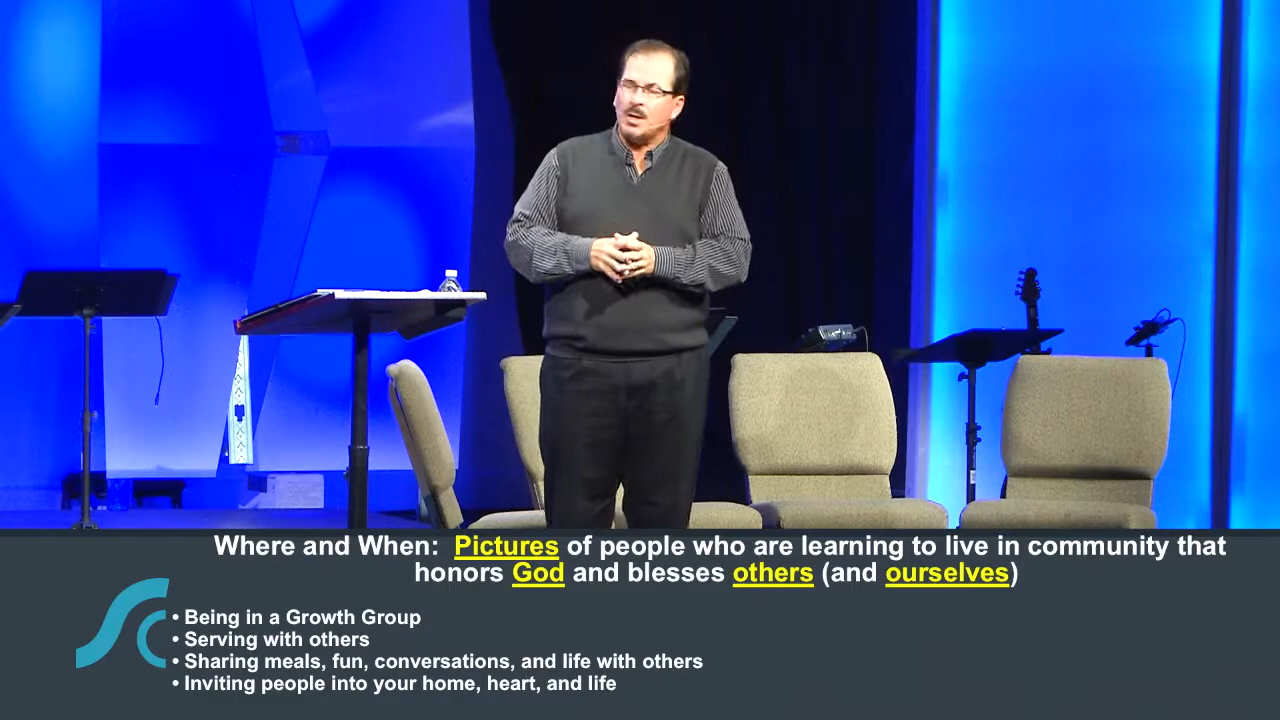 Where and When:  Pictures of people who are learning to live in community that
honors God and blesses others (and ourselves)
• Being in a Growth Group
• Serving with others
• Sharing meals, fun, conversations, and life with others
• Inviting people into your home, heart, and life